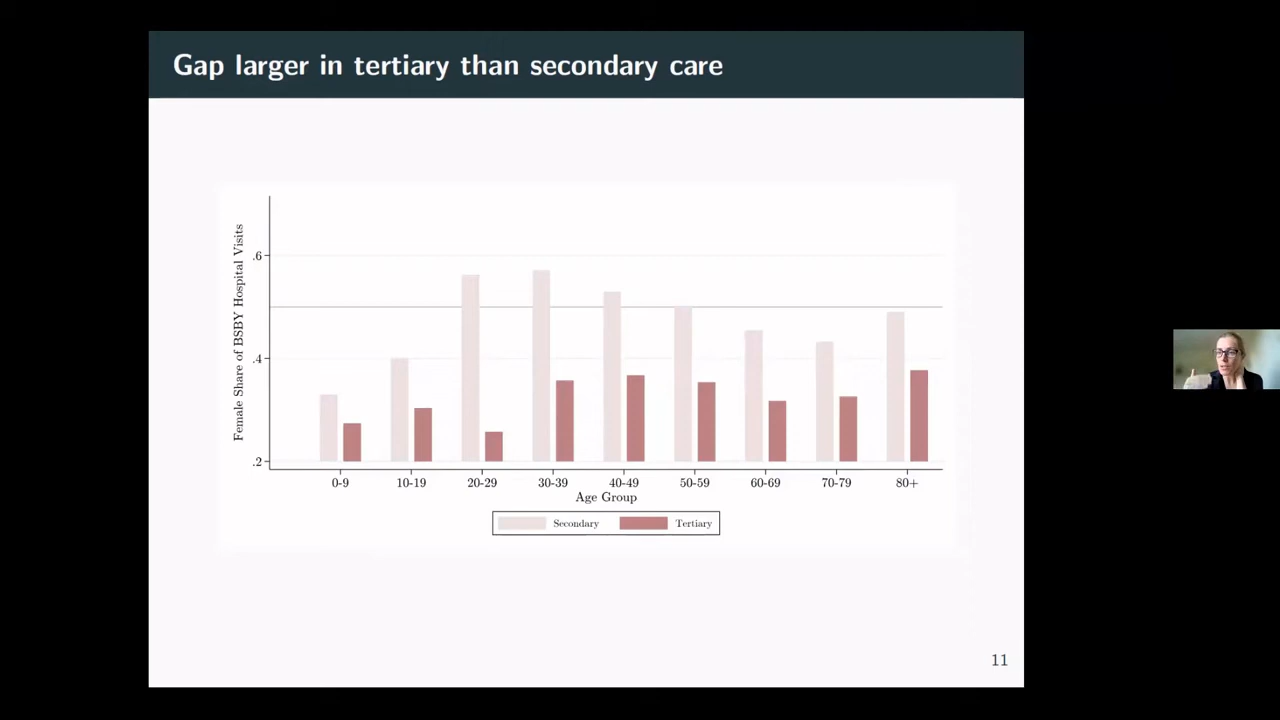 Gap larger in tertiary than secondary care
Female Share of BSBY Hospital Visits
.6
.4
.2
0-9 10-19 20-29 30-39 40-49 50-59 60-69 70-79 80+
Age Group
Secondary Tertiary
11